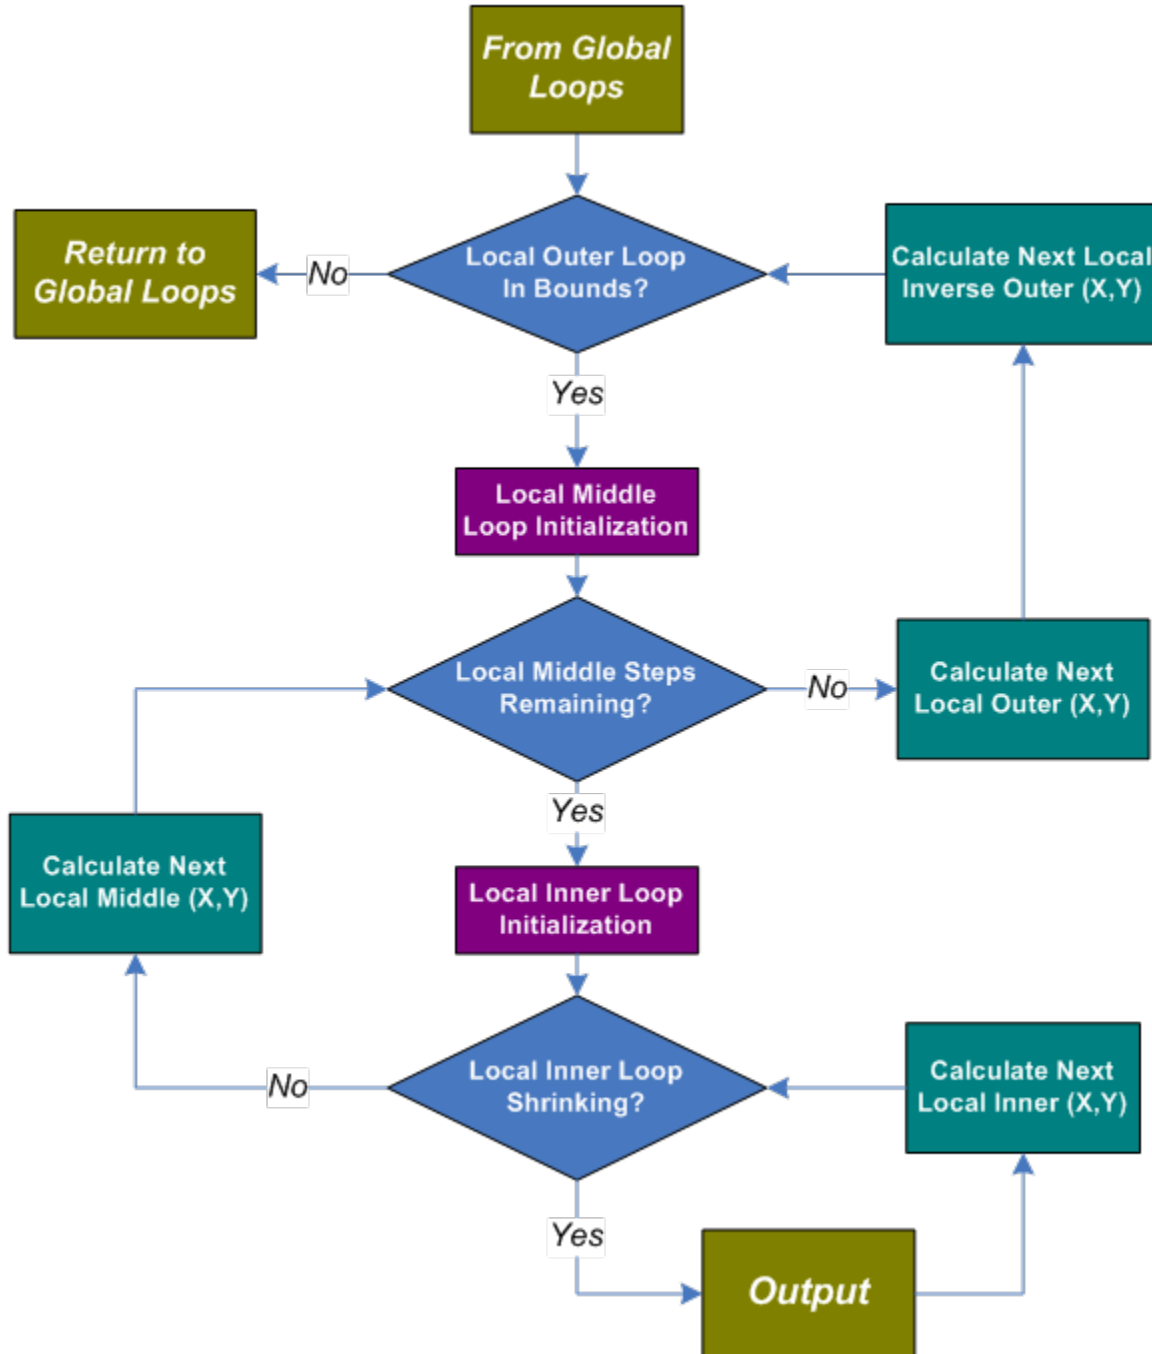 From Global
Loops
Return to
Global Loops
No
Local Outer Loop
In Bounds?
Calculate Next Local
Inverse Outer (X,Y)
Yes
Local Middle
Loop Initialization
Local Middle Steps
Remaining?
No
Calculate Next
Local Outer (X,Y)
Yes
Calculate Next
Local Middle (X,Y)
Local Inner Loop
Initialization
No
Local Inner Loop
Shrinking?
Calculate Next
Local Inner (X,Y)
Yes
Output